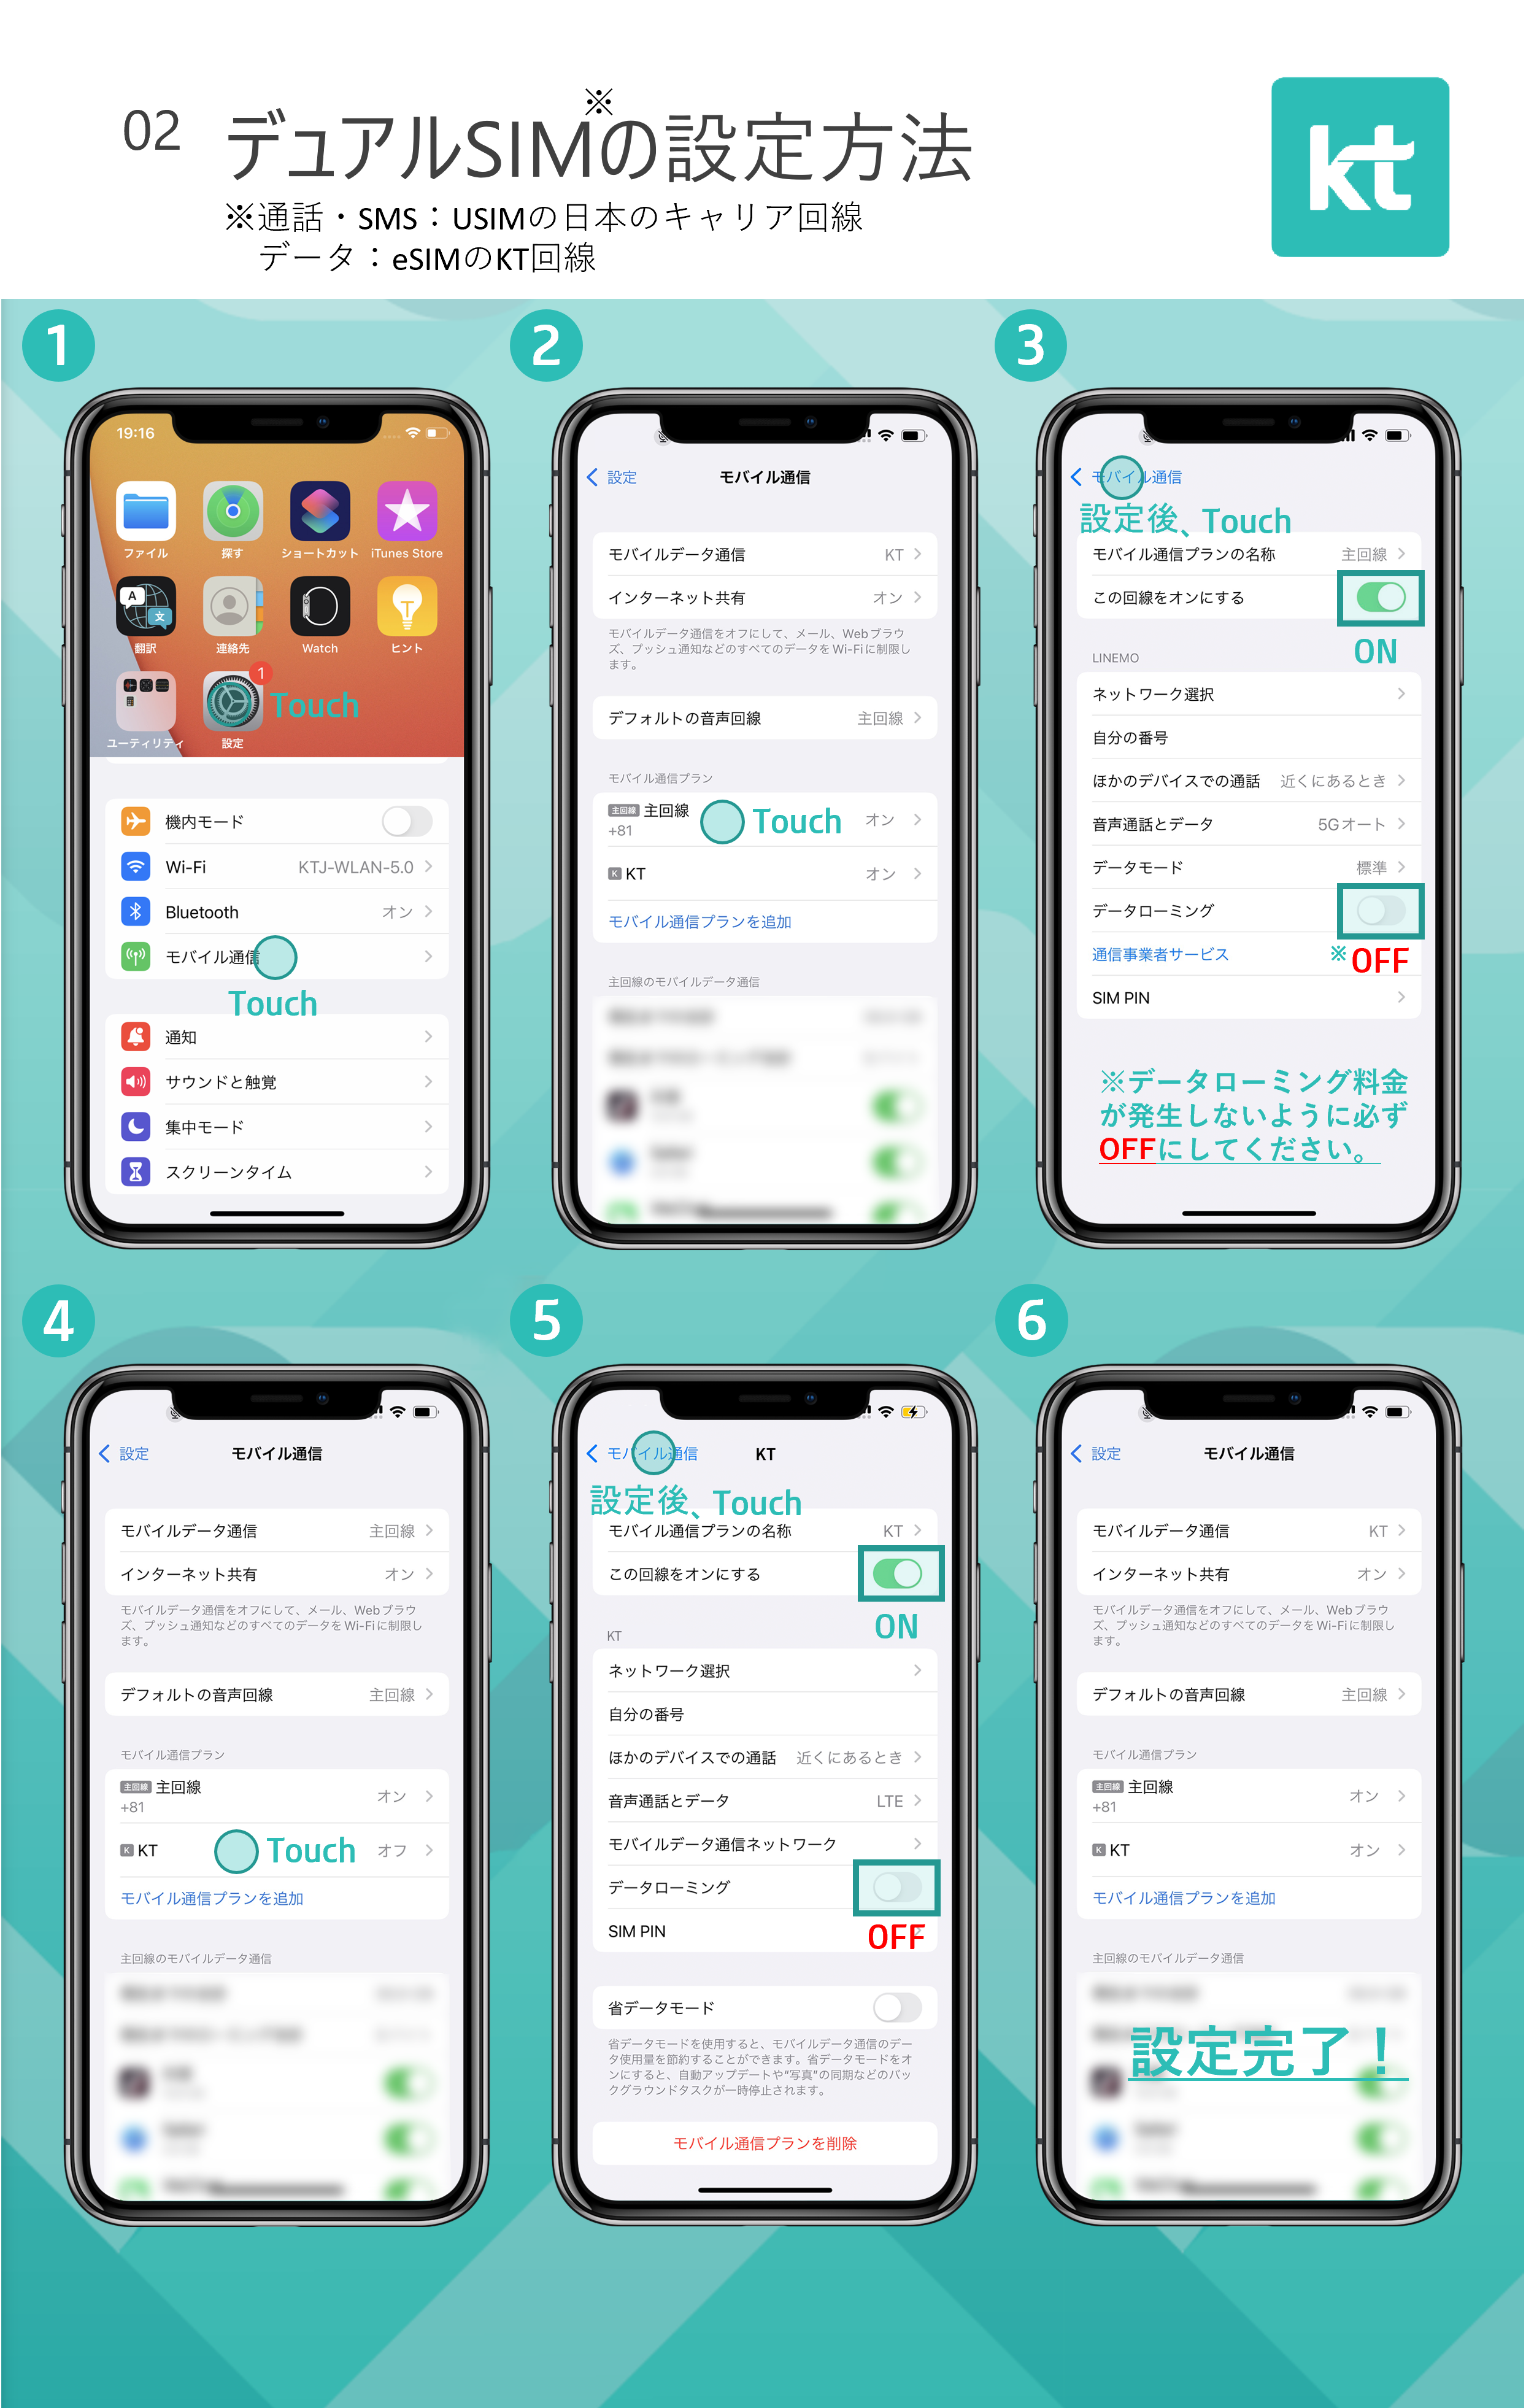 02 デュアルSIM※の設定方法
※通話・SMS：USIMの日本のキャリア回線
データ：eSIMのKT回線
kt
1
19:16
ファイル
探す
ショートカット
iTunes Store
翻訳
連絡先
Watch
ヒント
1
Touch
ユーティリティ
設定
機内モード
Wi-Fi KTJ-WLAN-5.0
Bluetooth オン
モバイル通信
Touch
通知
サウンドと触覚
集中モード
スクリーンタイム
2
設定 モバイル通信
モバイルデータ通信 KT
インターネット共有 オン
モバイルデータ通信をオフにして、メール、Webブラウ
ズ、プッシュ通知などのすべてのデータをWi-Fiに制限し
ます。
デフォルトの音声回線 主回線
モバイル通信プラン
主回線 主回線
+81
Touch オン
K KT オン
モバイル通信プランを追加
主回線のモバイルデータ通信
3
モバイル通信
設定後、Touch
モバイル通信プランの名称 主回線
この回線をオンにする
ON
LINEMO
ネットワーク選択
自分の番号
ほかのデバイスでの通話 近くにあるとき
音声通話とデータ 5Gオート
データモード 標準
データローミング
通信事業者サービス ※OFF
SIM PIN
※データローミング料金
が発生しないように必ず
OFFにしてください。
4
設定 モバイル通信
モバイルデータ通信 主回線
インターネット共有 オン
モバイルデータ通信をオフにして、メール、Webブラウ
ズ、プッシュ通知などのすべてのデータをWi-Fiに制限し
ます。
デフォルトの音声回線 主回線
モバイル通信プラン
主回線 主回線
+81
オン
K KT Touch オフ
モバイル通信プランを追加
主回線のモバイルデータ通信
5
モバイル通信 KT
設定後、Touch
モバイル通信プランの名称 KT
この回線をオンにする
ON
KT
ネットワーク選択
自分の番号
ほかのデバイスでの通話 近くにあるとき
音声通話とデータ LTE
モバイルデータ通信ネットワーク
データローミング
SIM PIN OFF
省データモード
省データモードを使用すると、モバイルデータ通信のデー
タ使用量を節約することができます。省データモードをオ
ンにすると、自動アップデートや“写真”の同期などのバッ
クグラウンドタスクが一時停止されます。
モバイル通信プランを削除
6
設定 モバイル通信
モバイルデータ通信 KT
インターネット共有 オン
モバイルデータ通信をオフにして、メール、Webブラウ
ズ、プッシュ通知などのすべてのデータをWi-Fiに制限し
ます。
デフォルトの音声回線 主回線
モバイル通信プラン
主回線 主回線
+81
オン
K KT オン
モバイル通信プランを追加
主回線のモバイルデータ通信
設定完了！